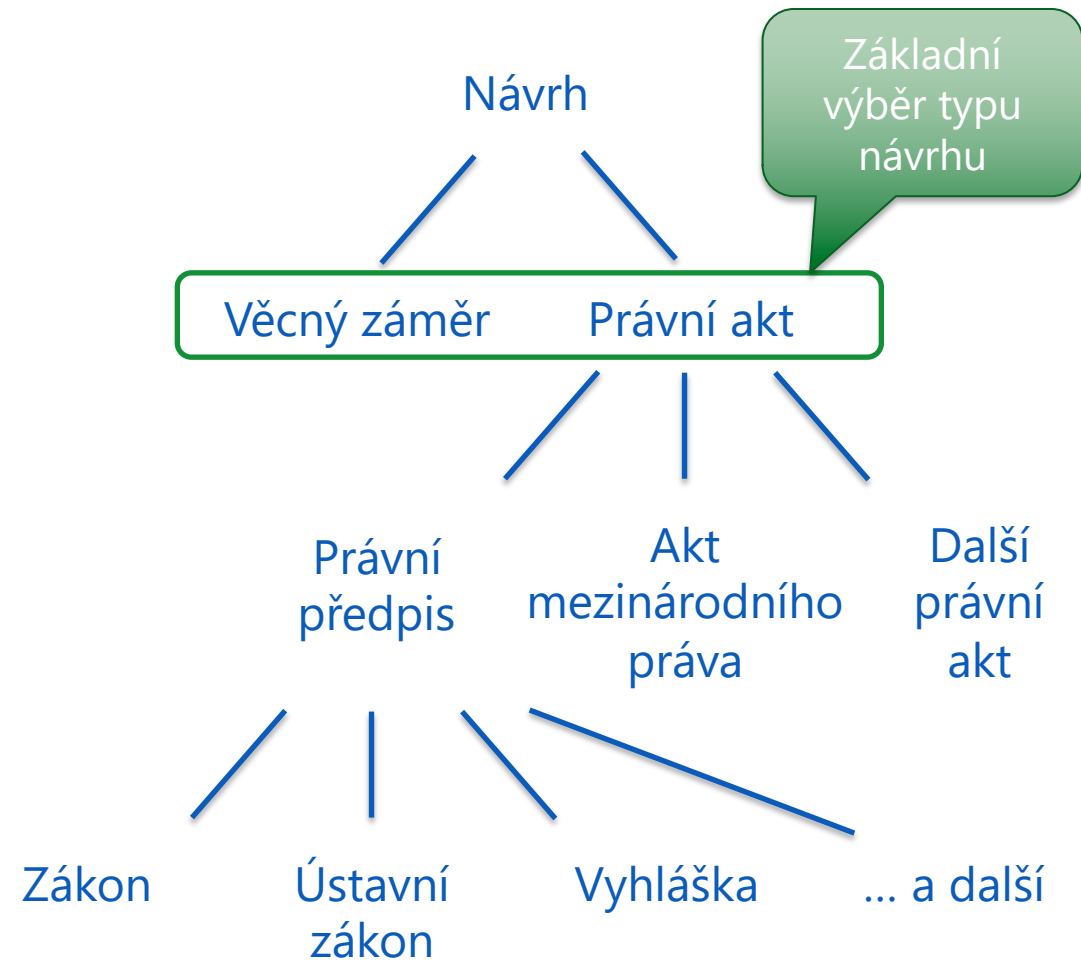 Návrh
Základní
výběr typu
návrhu
Věcný záměr
Právní akt
Právní
předpis
Akt
mezinárodního
práva
Další
právní
akt
Zákon
Ústavní
zákon
Vyhláška
... a další